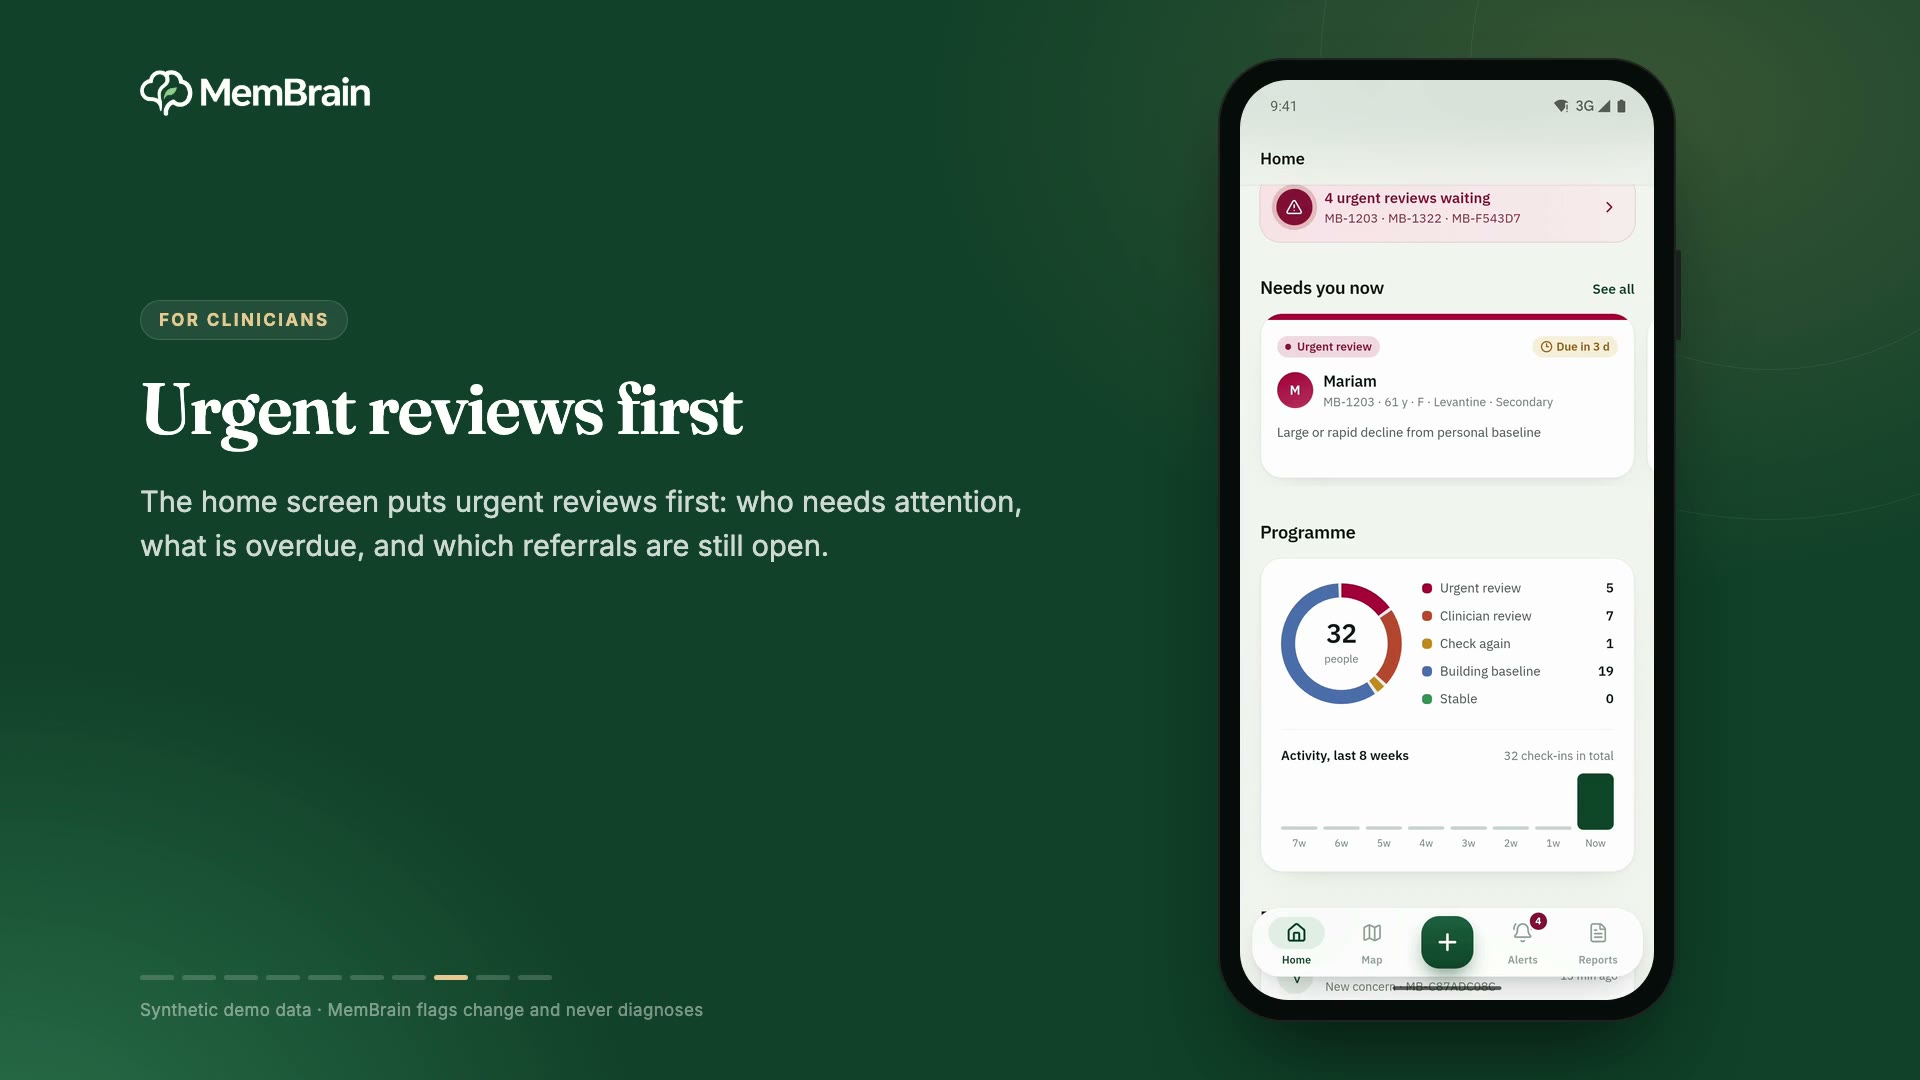 MemBrain
FOR CLINICIANS
Urgent reviews first
The home screen puts urgent reviews first: who needs attention,
what is overdue, and which referrals are still open.
Synthetic demo data · MemBrain flags change and never diagnoses
9:41
3G
Home
4 urgent reviews waiting
MB-1203 · MB-1322 · MB-F543D7
Needs you now
See all
Urgent review
Due in 3 d
M
Mariam
MB-1203 · 61 y · F · Levantine · Secondary
Large or rapid decline from personal baseline
Programme
32
people
Urgent review 5
Clinician review 7
Check again 1
Building baseline 19
Stable 0
Activity, last 8 weeks
32 check-ins in total
7w 6w 5w 4w 3w 2w 1w Now
4
Home Map Alerts Reports
New concern · MB-C87ADC08C